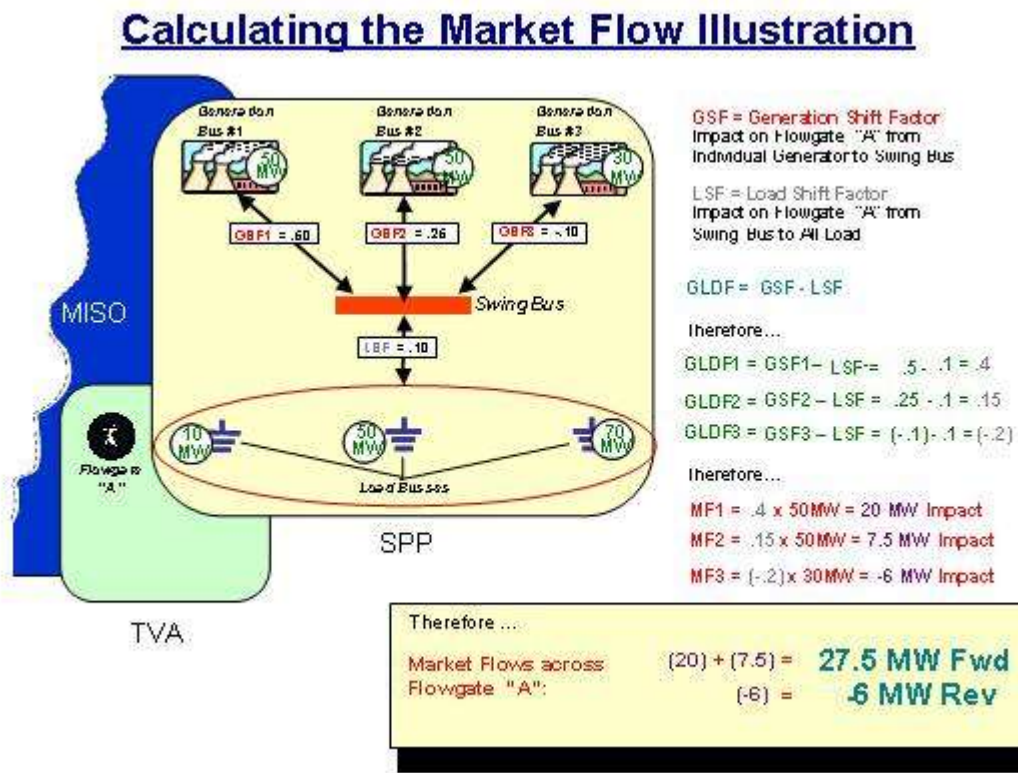 Calculating the Market Flow Illustration
Generation
Bus #1
Generation
Bus #2
Generation
Bus #3
50
MW
50
MW
30
MW
GSF1 = .60
GSF2 = .25
GSF3 = -.10
Swing Bus
LSF = .10
MISO
10
MW
50
MW
70
MW
Load Busses
Flowgate
"A"
SPP
TVA
GSF = Generation Shift Factor
Impact on Flowgate "A" from
Individual Generator to Swing Bus
LSF = Load Shift Factor
Impact on Flowgate "A" from
Swing Bus to All Load
GLDF = GSF - LSF
Therefore...
GLDF1 = GSF1 – LSF = .5 - .1 = .4
GLDF2 = GSF2 – LSF = .25 - .1 = .15
GLDF3 = GSF3 – LSF = (-.1) - .1 = (-.2)
Therefore...
MF1 = .4 x 50MW = 20 MW Impact
MF2 = .15 x 50MW = 7.5 MW Impact
MF3 = (-.2) x 30MW = -6 MW Impact
Therefore ...
Market Flows across
Flowgate "A":
(20) + (7.5) = 27.5 MW Fwd
(-6) = -6 MW Rev